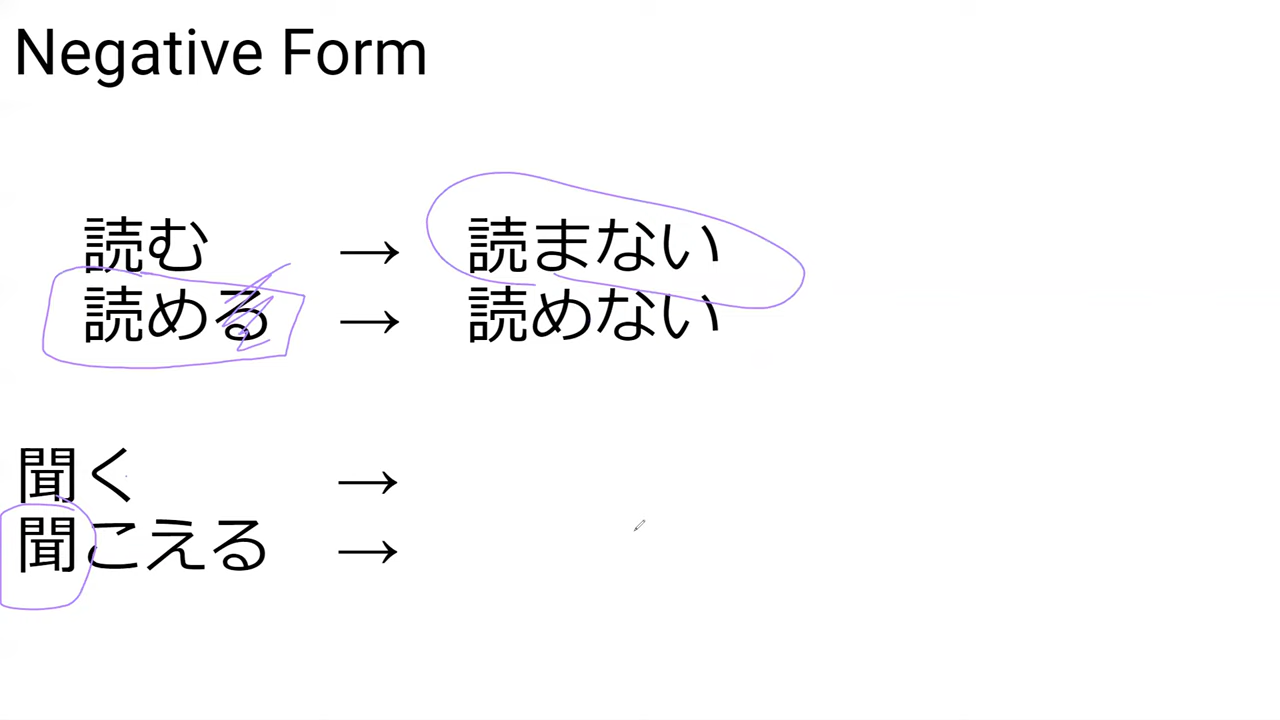 Negative Form
読む → 読まない
読める → 読めない
聞く →
聞こえる →